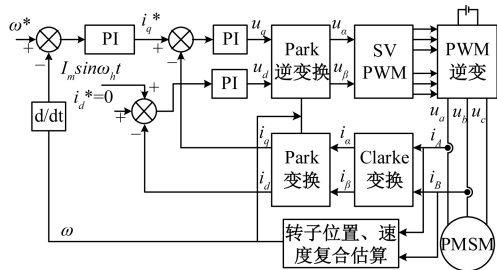 ω*
+
−
PI
i_q*
+
−
PI
u_q
Park
逆变换
u_α
SV
PWM
PWM
逆变
I_m sinω_h t
i_d*=0
+
+
−
PI
u_d
u_β
u_a
u_b
u_c
d/dt
i_q
Park
变换
i_α
Clarke
变换
i_A
i_d
i_β
i_B
ω
转子位置、速
度复合估算
PMSM